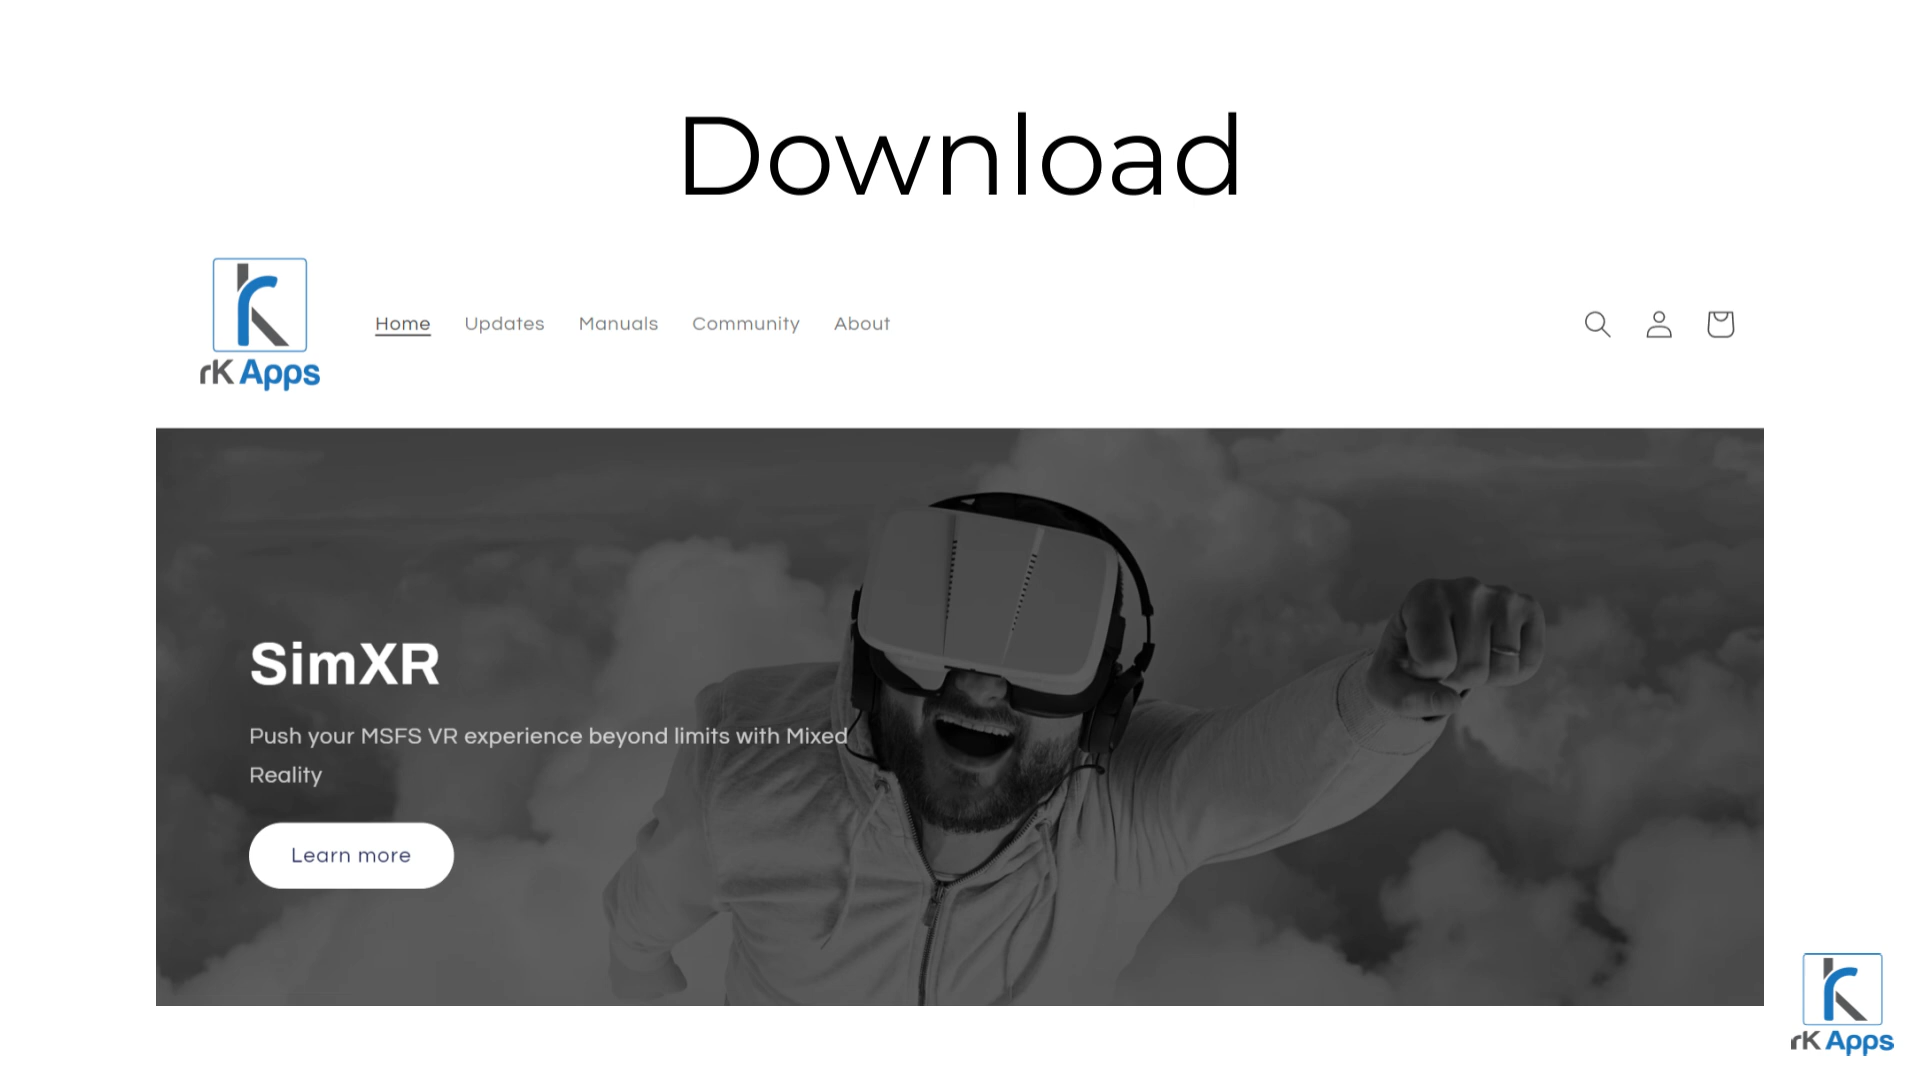 Download
rK Apps
Home Updates Manuals Community About
SimXR
Push your MSFS VR experience beyond limits with Mixed
Reality
Learn more
rK Apps